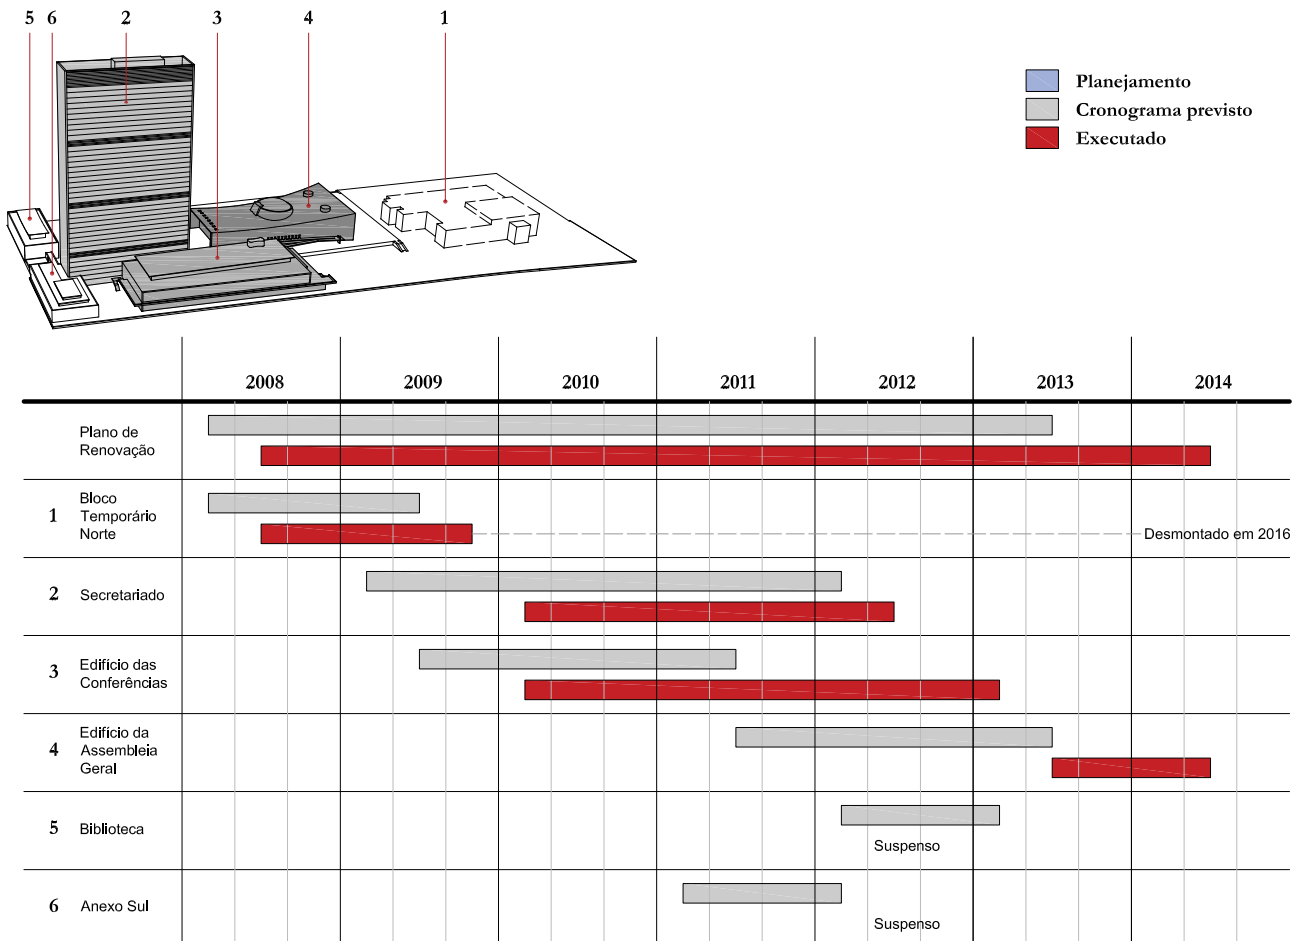 5 6 2 3 4 1
Planejamento
Cronograma previsto
Executado
2008 2009 2010 2011 2012 2013 2014
Plano de
Renovação
1
Bloco
Temporário
Norte
Desmontado em 2016
2 Secretariado
3
Edifício das
Conferências
4
Edifício da
Assembleia
Geral
5 Biblioteca
Suspenso
6 Anexo Sul
Suspenso